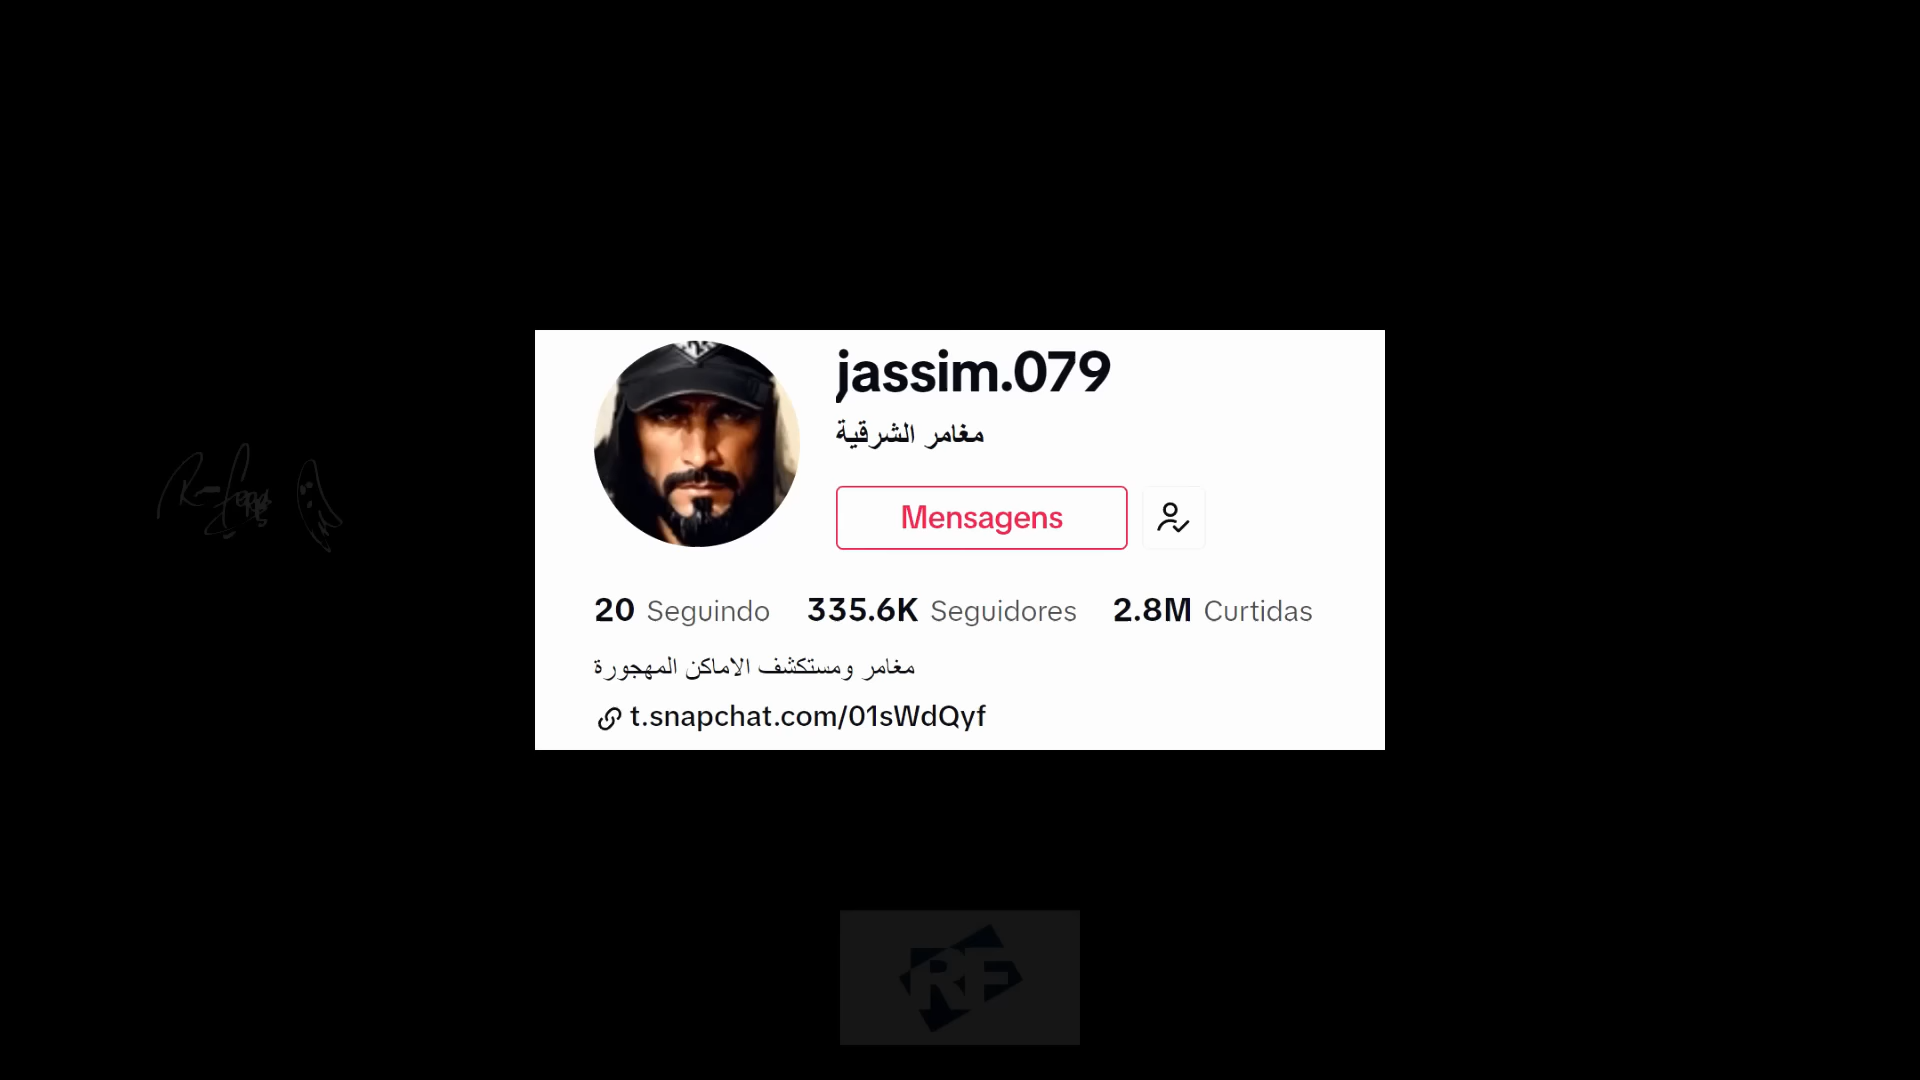 jassim.079
مغامر الشرقية
Mensagens
20 Seguindo 335.6K Seguidores 2.8M Curtidas
مغامر ومستكشف الاماكن المهجورة
t.snapchat.com/01sWdQyf
RF